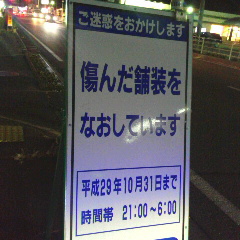 ご迷惑をおかけします
傷んだ舗装を
なおしています
平成29年10月31日まで
時間帯 21:00～6:00